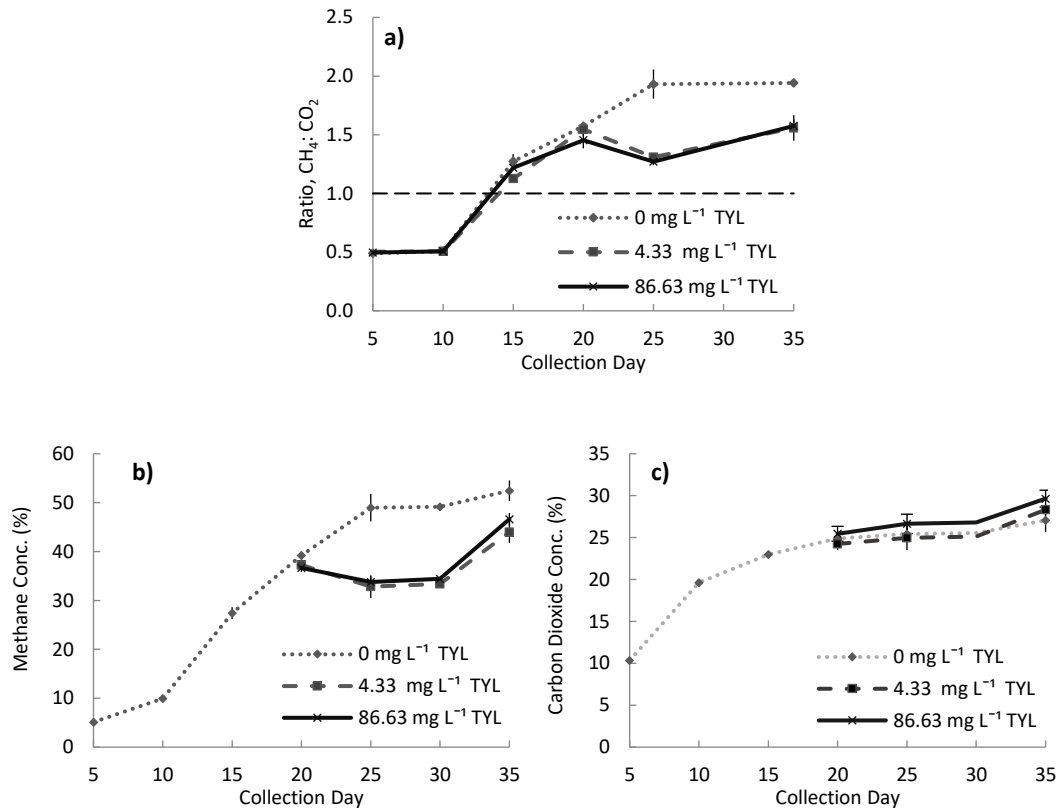 a)
2.5
2.0
1.5
1.0
0.5
0.0
Ratio, CH₄: CO₂
0 mg L⁻¹ TYL
4.33 mg L⁻¹ TYL
86.63 mg L⁻¹ TYL
5 10 15 20 25 30 35
Collection Day
b)
60
50
40
30
20
10
0
Methane Conc. (%)
0 mg L⁻¹ TYL
4.33 mg L⁻¹ TYL
86.63 mg L⁻¹ TYL
5 10 15 20 25 30 35
Collection Day
c)
35
30
25
20
15
10
5
0
Carbon Dioxide Conc. (%)
0 mg L⁻¹ TYL
4.33 mg L⁻¹ TYL
86.63 mg L⁻¹ TYL
5 10 15 20 25 30 35
Collection Day